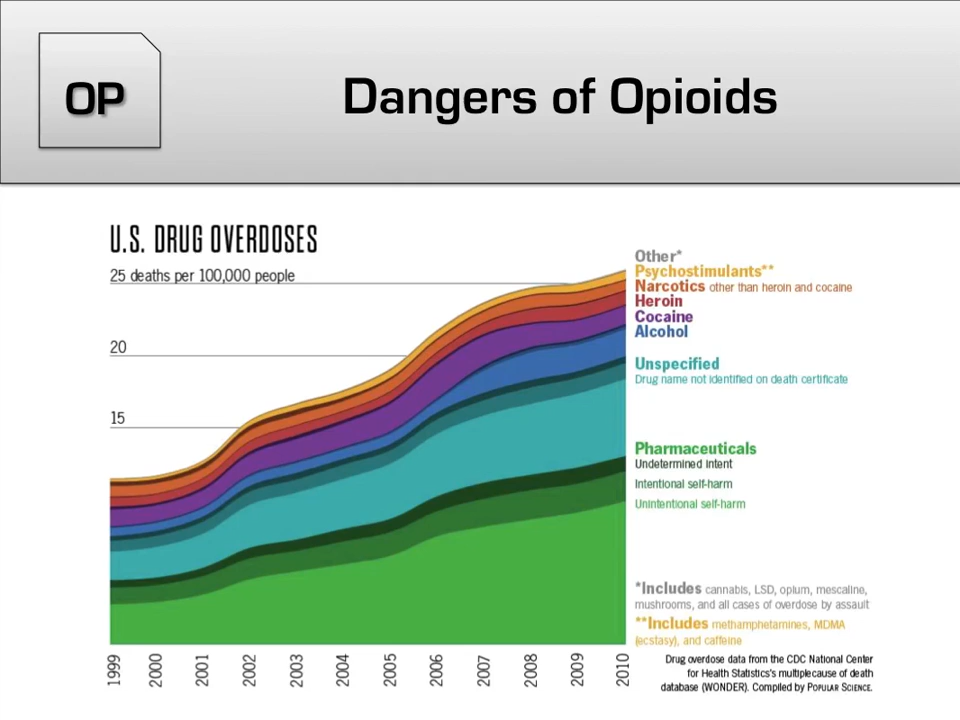 OP
Dangers of Opioids
U.S. DRUG OVERDOSES
25 deaths per 100,000 people
20
15
Other*
Psychostimulants**
Narcotics other than heroin and cocaine
Heroin
Cocaine
Alcohol
Unspecified
Drug name not identified on death certificate
Pharmaceuticals
Undetermined intent
Intentional self-harm
Unintentional self-harm
*Includes cannabis, LSD, opium, mescaline,
mushrooms, and all cases of overdose by assault
**Includes methamphetamines, MDMA
(ecstasy), and caffeine
Drug overdose data from the CDC National Center
for Health Statistics's multiplecause of death
database (WONDER). Compiled by POPULAR SCIENCE.
1999
2000
2001
2002
2003
2004
2005
2006
2007
2008
2009
2010